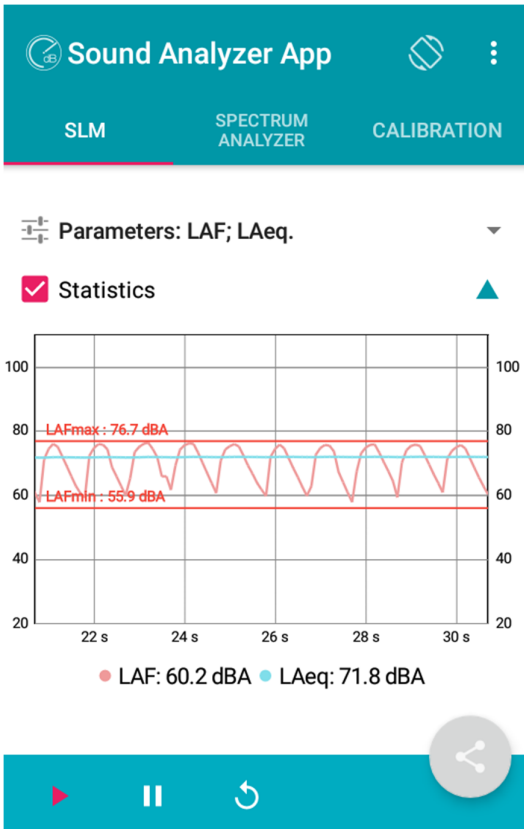 dB
Sound Analyzer App
SLM
SPECTRUM
ANALYZER
CALIBRATION
Parameters: LAF; LAeq.
Statistics
100 100
80 LAFmax : 76.7 dBA 80
60 LAFmin : 55.9 dBA 60
40 40
20 20
22 s 24 s 26 s 28 s 30 s
LAF: 60.2 dBA LAeq: 71.8 dBA